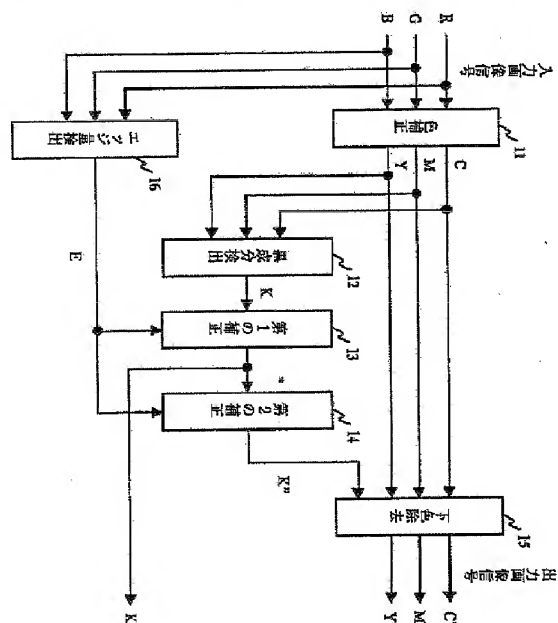 B
G
R
入力画像信号
エッジ量検出
16
色補正
11
Y
M
C
E
黒成分検出
12
K
第1の補正
13
"
第2の補正
14
K"
下色除去
15
出力画像信号
K
Y
M
C'